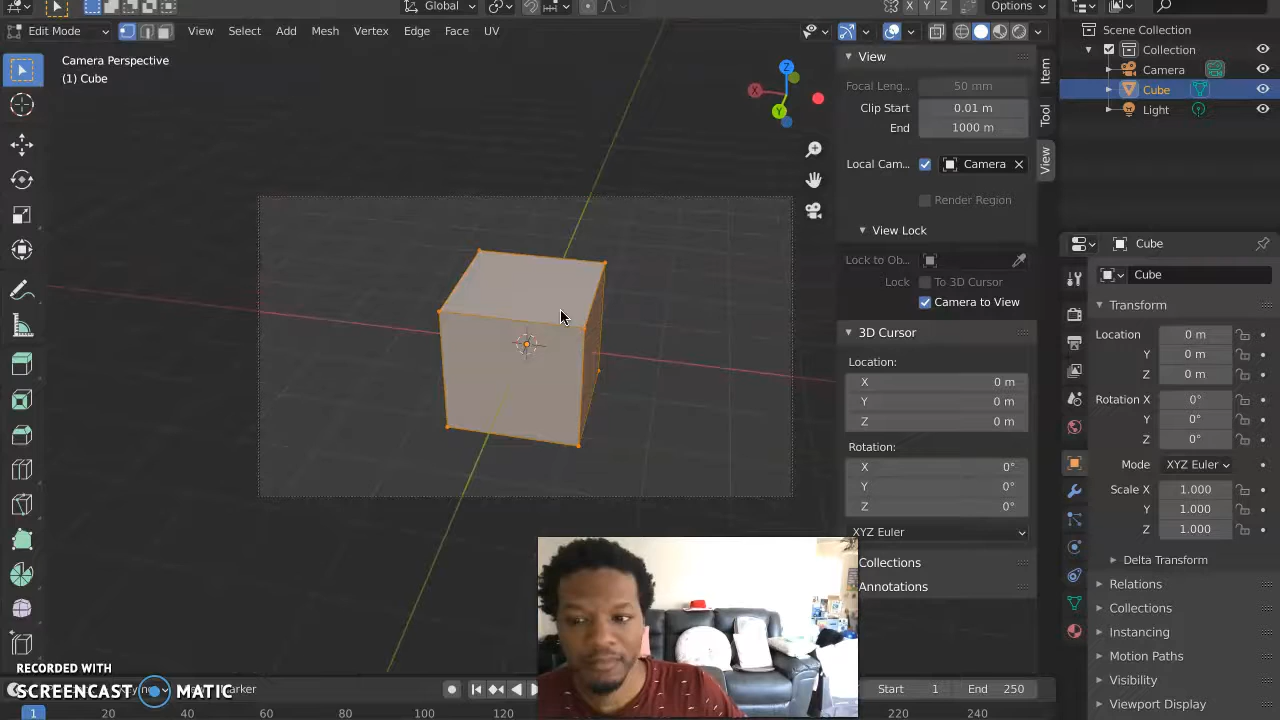 Global
X Y Z
Options
Edit Mode
View Select Add Mesh Vertex Edge Face UV
Camera Perspective
(1) Cube
X
Y
Z
View
Focal Leng... 50 mm
Clip Start 0.01 m
End 1000 m
Local Cam... Camera
Render Region
View Lock
Lock to Ob...
Lock To 3D Cursor
Camera to View
3D Cursor
Location:
X 0 m
Y 0 m
Z 0 m
Rotation:
X 0°
Y 0°
Z 0°
XYZ Euler
Collections
Annotations
Item
Tool
View
Scene Collection
Collection
Camera
Cube
Light
Cube
Cube
Transform
Location 0 m
Y 0 m
Z 0 m
Rotation X 0°
Y 0°
Z 0°
Mode XYZ Euler
Scale X 1.000
Y 1.000
Z 1.000
Delta Transform
Relations
Collections
Instancing
Motion Paths
Visibility
Viewport Display
RECORDED WITH
SCREENCAST MATIC
Start 1 End 250
1 20 40 60 80 100 120 220 240